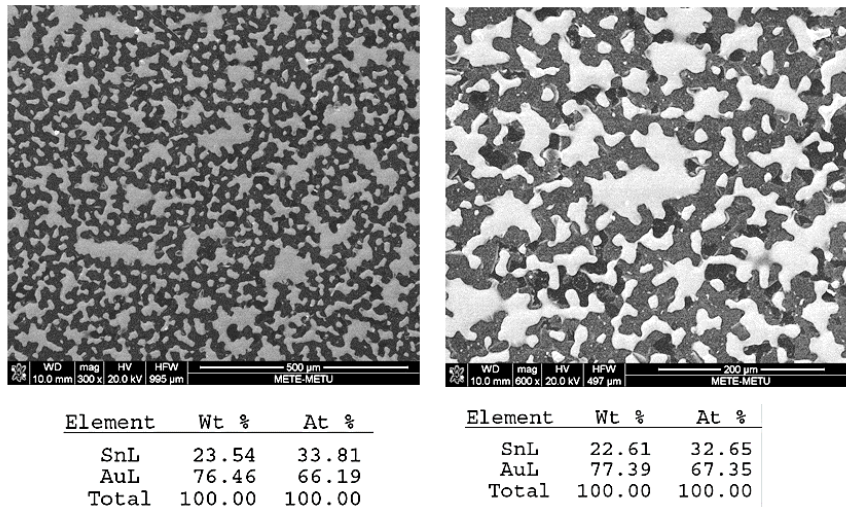 WD mag HV HFW 500 µm
10.0 mm 300 x 20.0 kV 995 µm METE-METU
WD mag HV HFW 200 µm
10.0 mm 600 x 20.0 kV 497 µm METE-METU
Element Wt % At %
SnL 23.54 33.81
AuL 76.46 66.19
Total 100.00 100.00
Element Wt % At %
SnL 22.61 32.65
AuL 77.39 67.35
Total 100.00 100.00